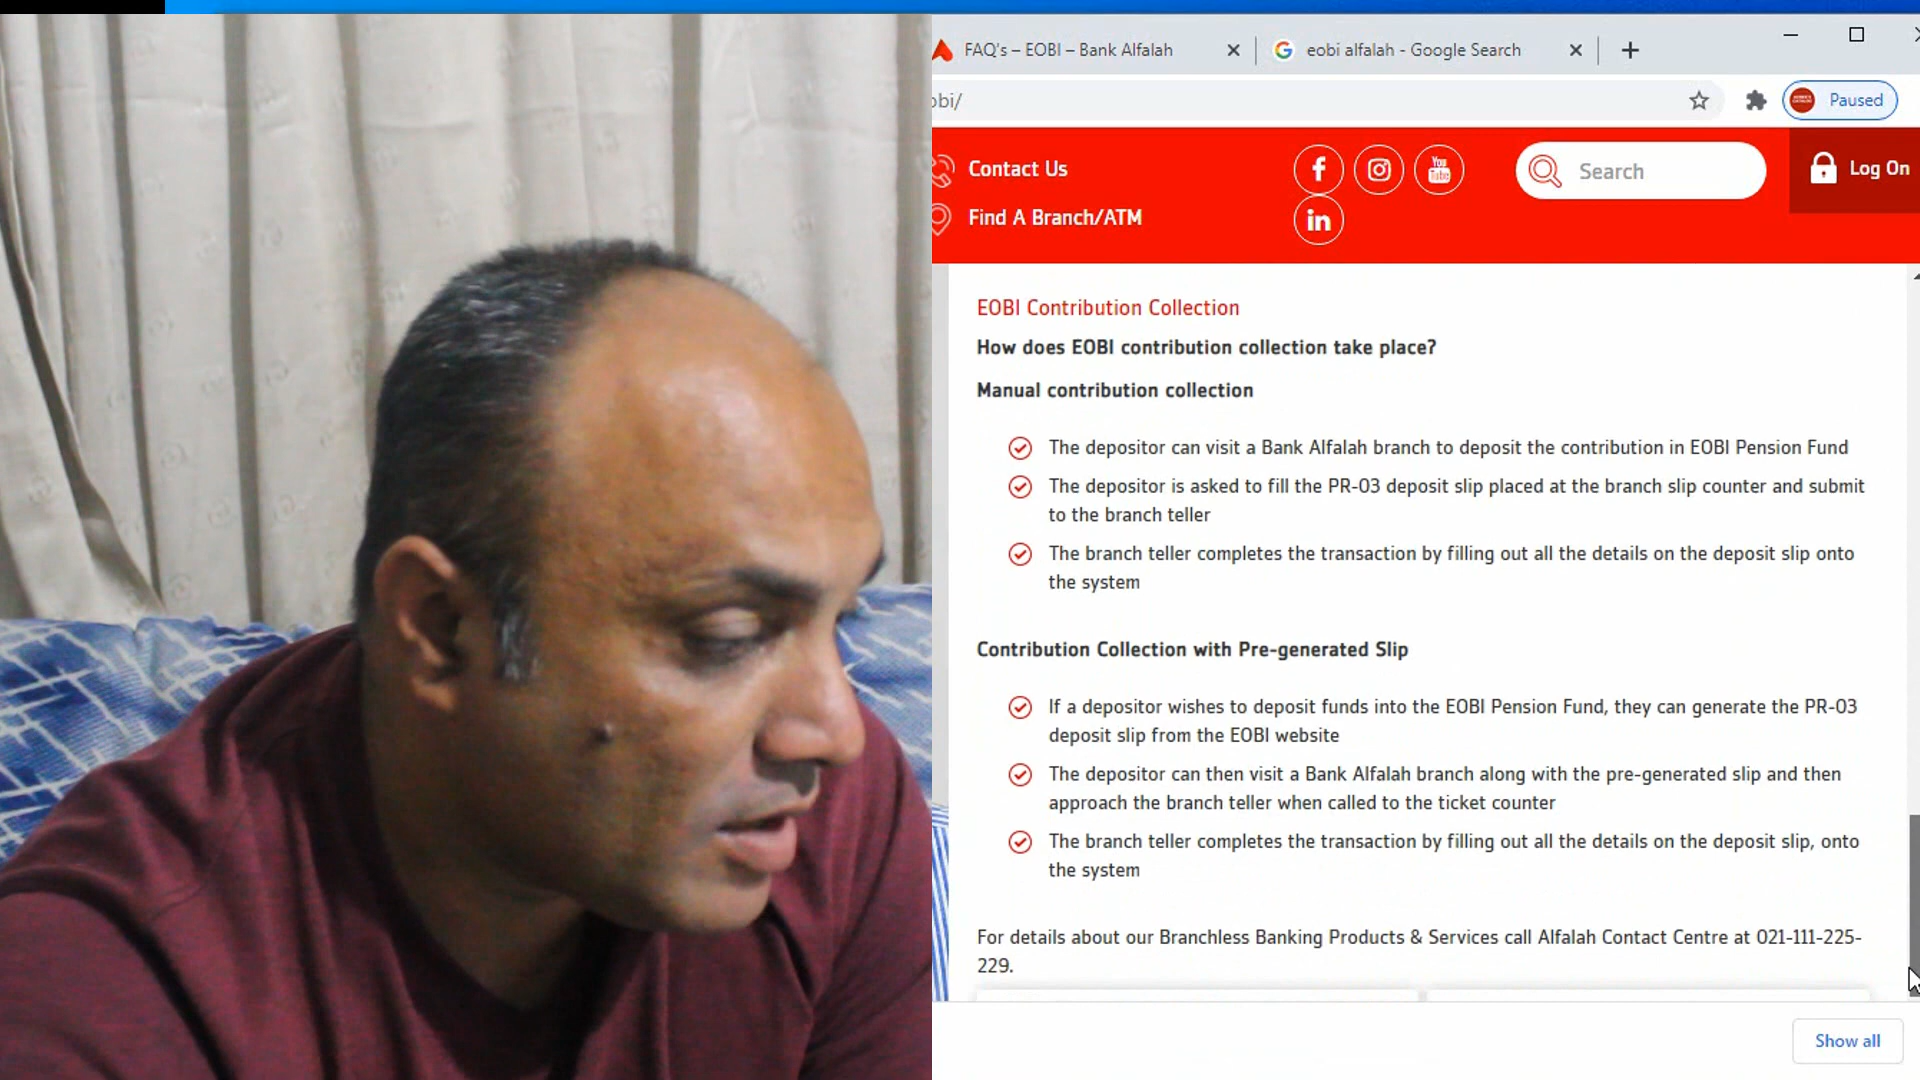 FAQ's – EOBI – Bank Alfalah
eobi alfalah - Google Search
obi/
Paused
Contact Us
Find A Branch/ATM
You
Tube
in
Search
Log On
EOBI Contribution Collection
How does EOBI contribution collection take place?
Manual contribution collection
The depositor can visit a Bank Alfalah branch to deposit the contribution in EOBI Pension Fund
The depositor is asked to fill the PR-03 deposit slip placed at the branch slip counter and submit
to the branch teller
The branch teller completes the transaction by filling out all the details on the deposit slip onto
the system
Contribution Collection with Pre-generated Slip
If a depositor wishes to deposit funds into the EOBI Pension Fund, they can generate the PR-03
deposit slip from the EOBI website
The depositor can then visit a Bank Alfalah branch along with the pre-generated slip and then
approach the branch teller when called to the ticket counter
The branch teller completes the transaction by filling out all the details on the deposit slip, onto
the system
For details about our Branchless Banking Products & Services call Alfalah Contact Centre at 021-111-225-
229.
Show all